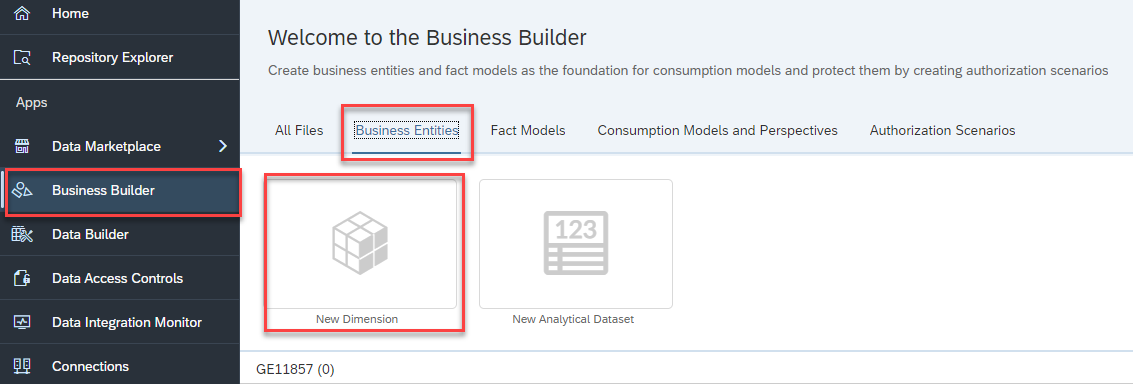 Home
Repository Explorer
Apps
Data Marketplace
Business Builder
Data Builder
Data Access Controls
Data Integration Monitor
Connections
Welcome to the Business Builder
Create business entities and fact models as the foundation for consumption models and protect them by creating authorization scenarios
All Files Business Entities Fact Models Consumption Models and Perspectives Authorization Scenarios
123
New Dimension New Analytical Dataset
GE11857 (0)